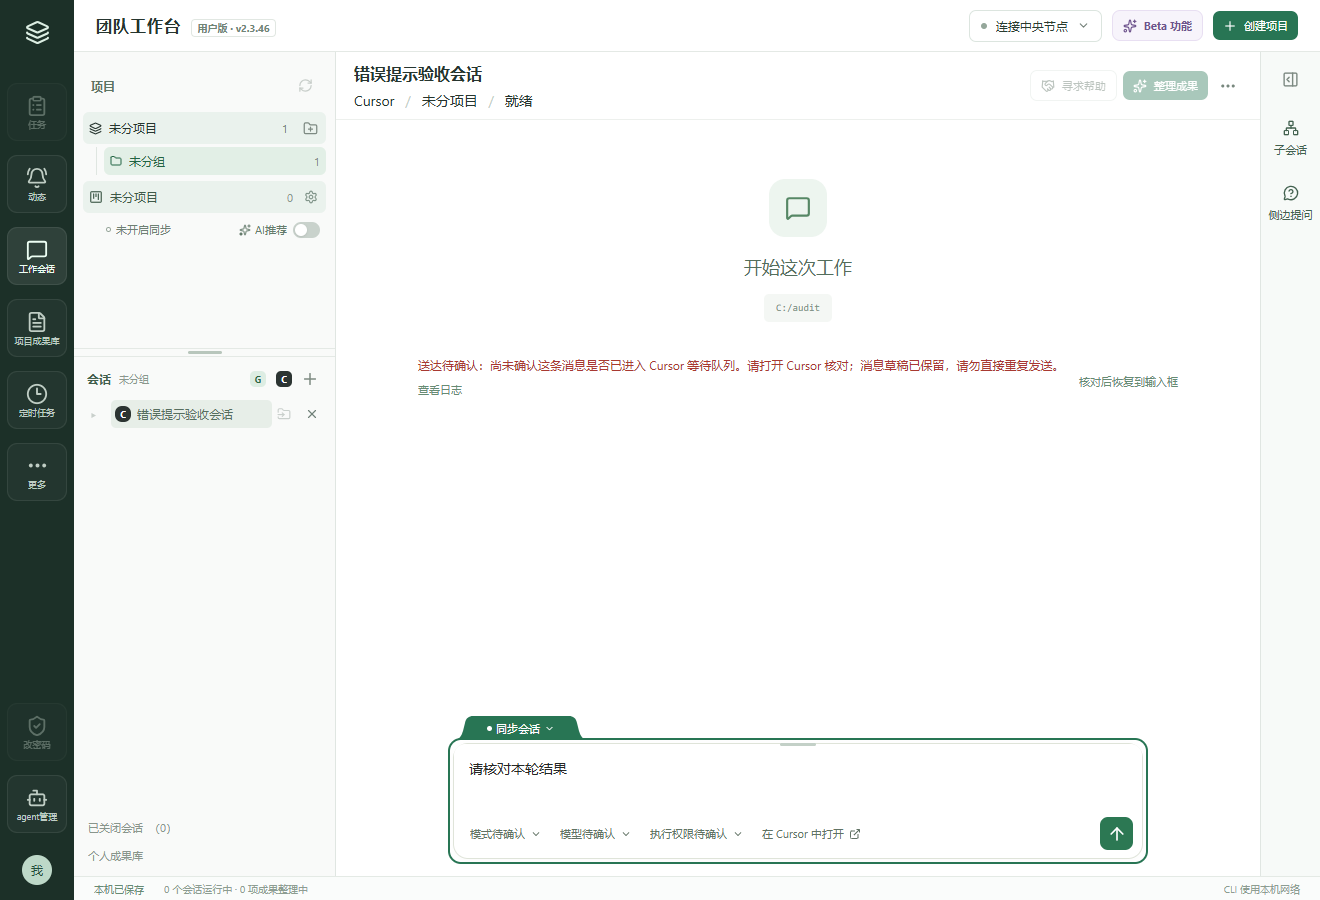 团队工作台 用户版 · v2.3.46
连接中央节点
Beta 功能
创建项目
任务
动态
工作会话
项目成果库
定时任务
更多
改密码
agent管理
我
项目
未分项目 1
未分组 1
未分项目 0
未开启同步 AI推荐
会话 未分组 G C
C 错误提示验收会话
已关闭会话 (0)
个人成果库
错误提示验收会话
Cursor / 未分项目 / 就绪
寻求帮助
整理成果
开始这次工作
C:/audit
送达待确认：尚未确认这条消息是否已进入 Cursor 等待队列。请打开 Cursor 核对；消息草稿已保留，请勿直接重复发送。
查看日志
核对后恢复到输入框
同步会话
请核对本轮结果
模式待确认 模型待确认 执行权限待确认 在 Cursor 中打开
子会话
侧边提问
本机已保存 0 个会话运行中 · 0 项成果整理中
CLI 使用本机网络